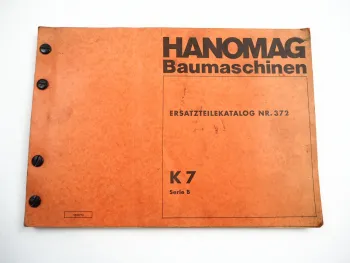 HANOMAG
Baumaschinen
ERSATZTEILEKATALOG NR. 372
K 7
Serie B